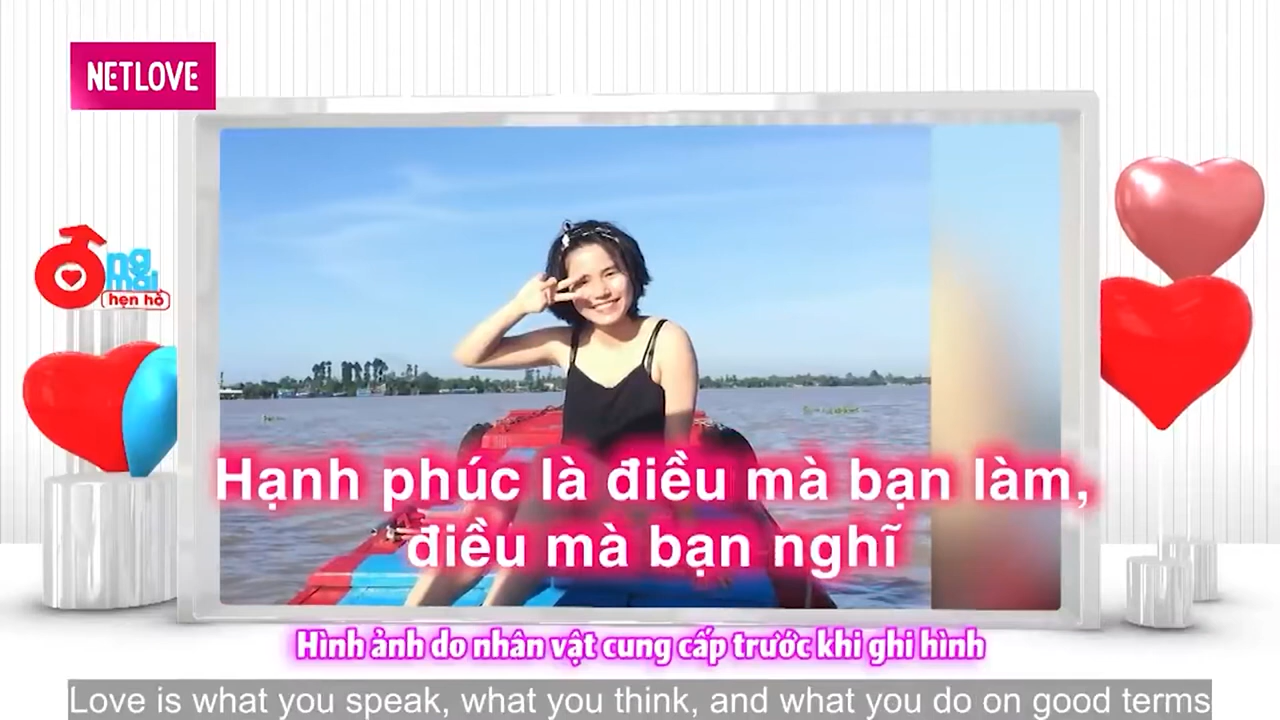 NETLOVE
Ông
mai
hẹn hò
Hạnh phúc là điều mà bạn làm,
điều mà bạn nghĩ
Hình ảnh do nhân vật cung cấp trước khi ghi hình
Love is what you speak, what you think, and what you do on good terms